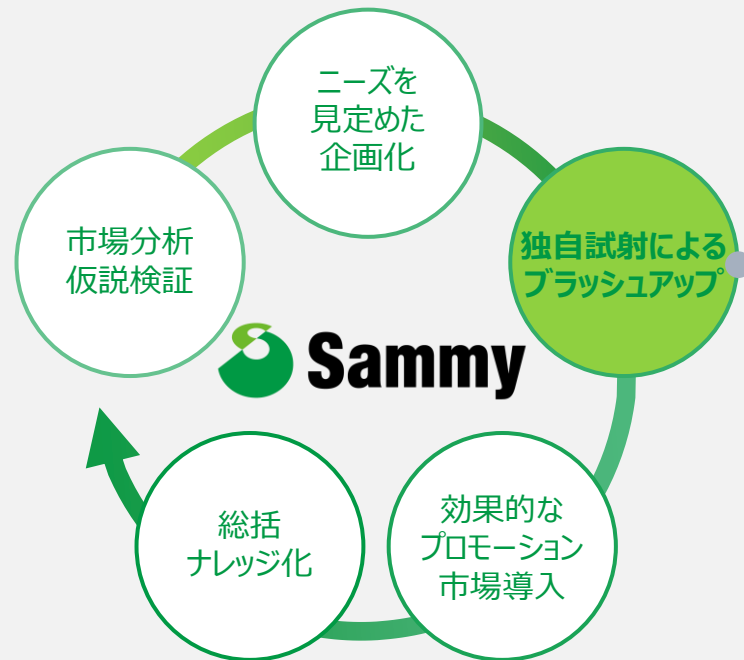 ニーズを
見定めた
企画化
独自試射による
ブラッシュアップ
市場分析
仮説検証
Sammy
効果的な
プロモーション
市場導入
総括
ナレッジ化